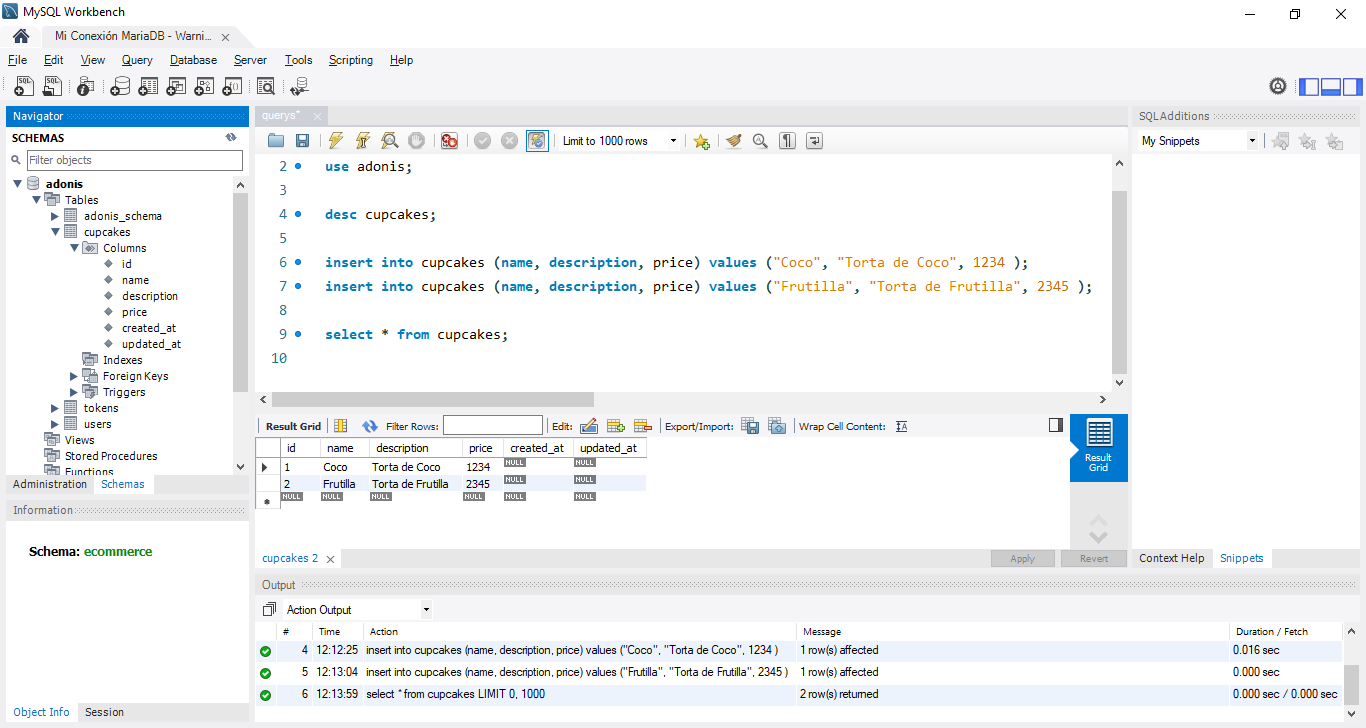 MySQL Workbench
Mi Conexión MariaDB - Warni...
File Edit View Query Database Server Tools Scripting Help
Navigator
SCHEMAS
Filter objects
adonis
Tables
adonis_schema
cupcakes
Columns
id
name
description
price
created_at
updated_at
Indexes
Foreign Keys
Triggers
tokens
users
Views
Stored Procedures
Functions
Administration Schemas
Information
Schema: ecommerce
Object Info Session
querys*
Limit to 1000 rows
2 use adonis;
3
4 desc cupcakes;
5
6 insert into cupcakes (name, description, price) values ("Coco", "Torta de Coco", 1234 );
7 insert into cupcakes (name, description, price) values ("Frutilla", "Torta de Frutilla", 2345 );
8
9 select * from cupcakes;
10
Result Grid Filter Rows: Edit: Export/Import: Wrap Cell Content:
id name description price created_at updated_at
1 Coco Torta de Coco 1234 NULL NULL
2 Frutilla Torta de Frutilla 2345 NULL NULL
NULL NULL NULL NULL NULL NULL
Result
Grid
cupcakes 2
Apply Revert
SQLAdditions
My Snippets
Context Help Snippets
Output
Action Output
# Time Action Message Duration / Fetch
4 12:12:25 insert into cupcakes (name, description, price) values ("Coco", "Torta de Coco", 1234 ) 1 row(s) affected 0.016 sec
5 12:13:04 insert into cupcakes (name, description, price) values ("Frutilla", "Torta de Frutilla", 2345 ) 1 row(s) affected 0.000 sec
6 12:13:59 select * from cupcakes LIMIT 0, 1000 2 row(s) returned 0.000 sec / 0.000 sec